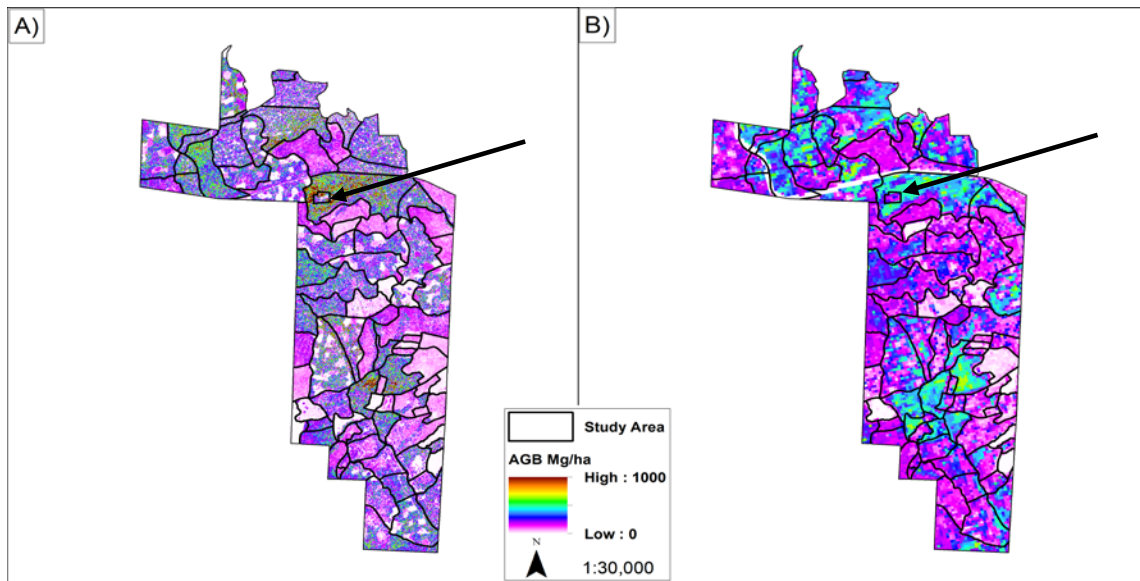 A)
B)
Study Area
AGB Mg/ha
High : 1000
Low : 0
N
1:30,000